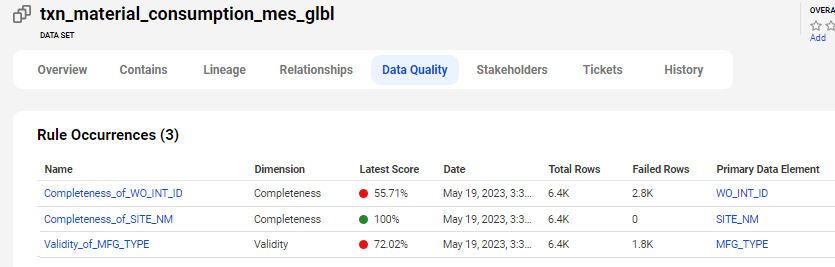 txn_material_consumption_mes_glbl
DATA SET
OVERA
Add
Overview Contains Lineage Relationships Data Quality Stakeholders Tickets History
Rule Occurrences (3)
Name Dimension Latest Score Date Total Rows Failed Rows Primary Data Element
Completeness_of_WO_INT_ID Completeness 55.71% May 19, 2023, 3:3... 6.4K 2.8K WO_INT_ID
Completeness_of_SITE_NM Completeness 100% May 19, 2023, 3:3... 6.4K 0 SITE_NM
Validity_of_MFG_TYPE Validity 72.02% May 19, 2023, 3:3... 6.4K 1.8K MFG_TYPE